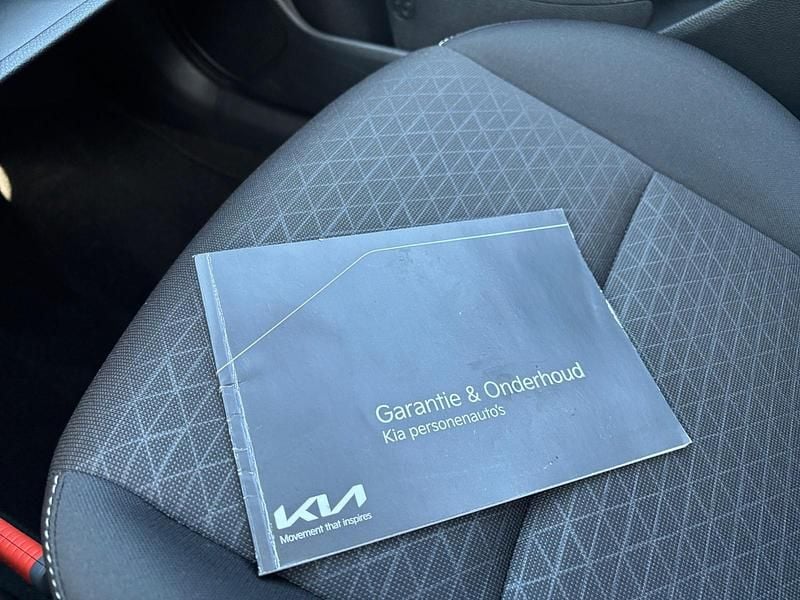 Garantie & Onderhoud
Kia personenauto's
KIA
Movement that inspires